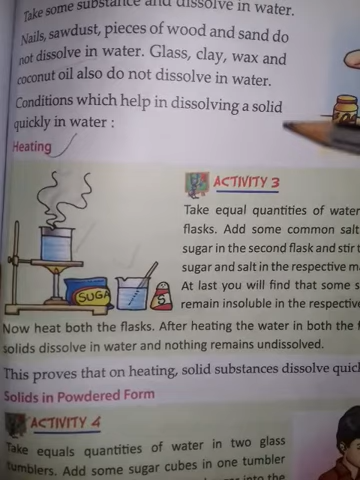 Take some substance and dissolve in water.
Nails, sawdust, pieces of wood and sand do
not dissolve in water. Glass, clay, wax and
coconut oil also do not dissolve in water.
Conditions which help in dissolving a solid
quickly in water :
Heating
ACTIVITY 3
Take equal quantities of water
flasks. Add some common salt
sugar in the second flask and stir t
sugar and salt in the respective m
At last you will find that some s
remain insoluble in the respective
SUGA
S
Now heat both the flasks. After heating the water in both the f
solids dissolve in water and nothing remains undissolved.
This proves that on heating, solid substances dissolve quic
Solids in Powdered Form
ACTIVITY 4
Take equals quantities of water in two glass
tumblers. Add some sugar cubes in one tumbler
into the